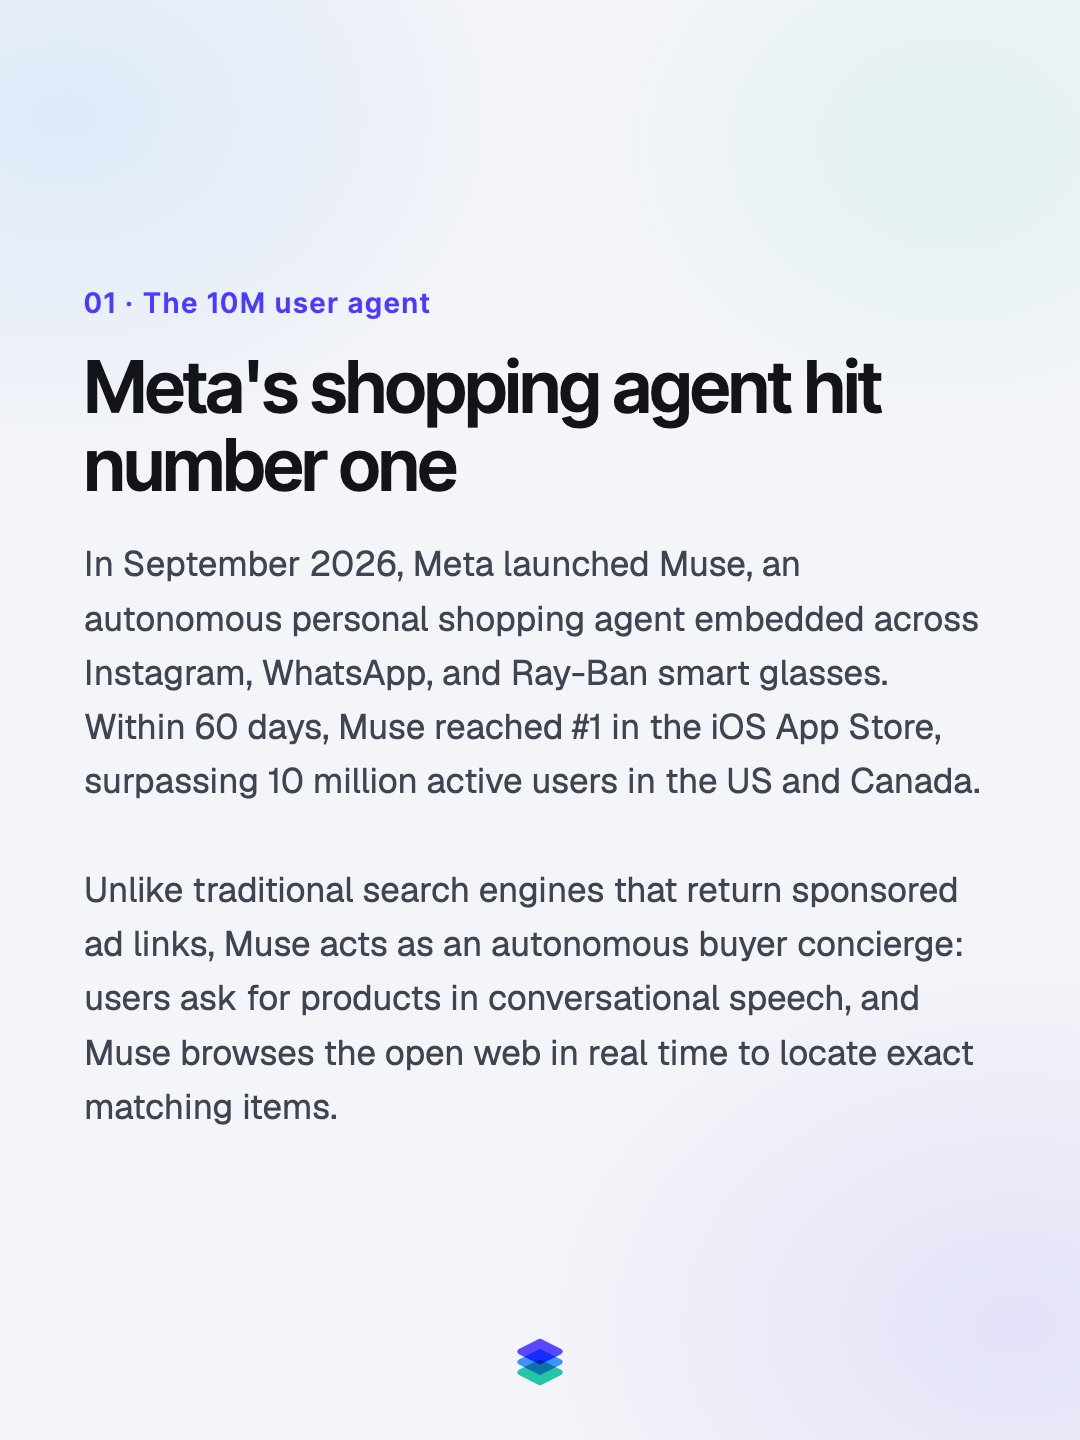 01 · The 10M user agent
Meta's shopping agent hit
number one
In September 2026, Meta launched Muse, an
autonomous personal shopping agent embedded across
Instagram, WhatsApp, and Ray-Ban smart glasses.
Within 60 days, Muse reached #1 in the iOS App Store,
surpassing 10 million active users in the US and Canada.
Unlike traditional search engines that return sponsored
ad links, Muse acts as an autonomous buyer concierge:
users ask for products in conversational speech, and
Muse browses the open web in real time to locate exact
matching items.